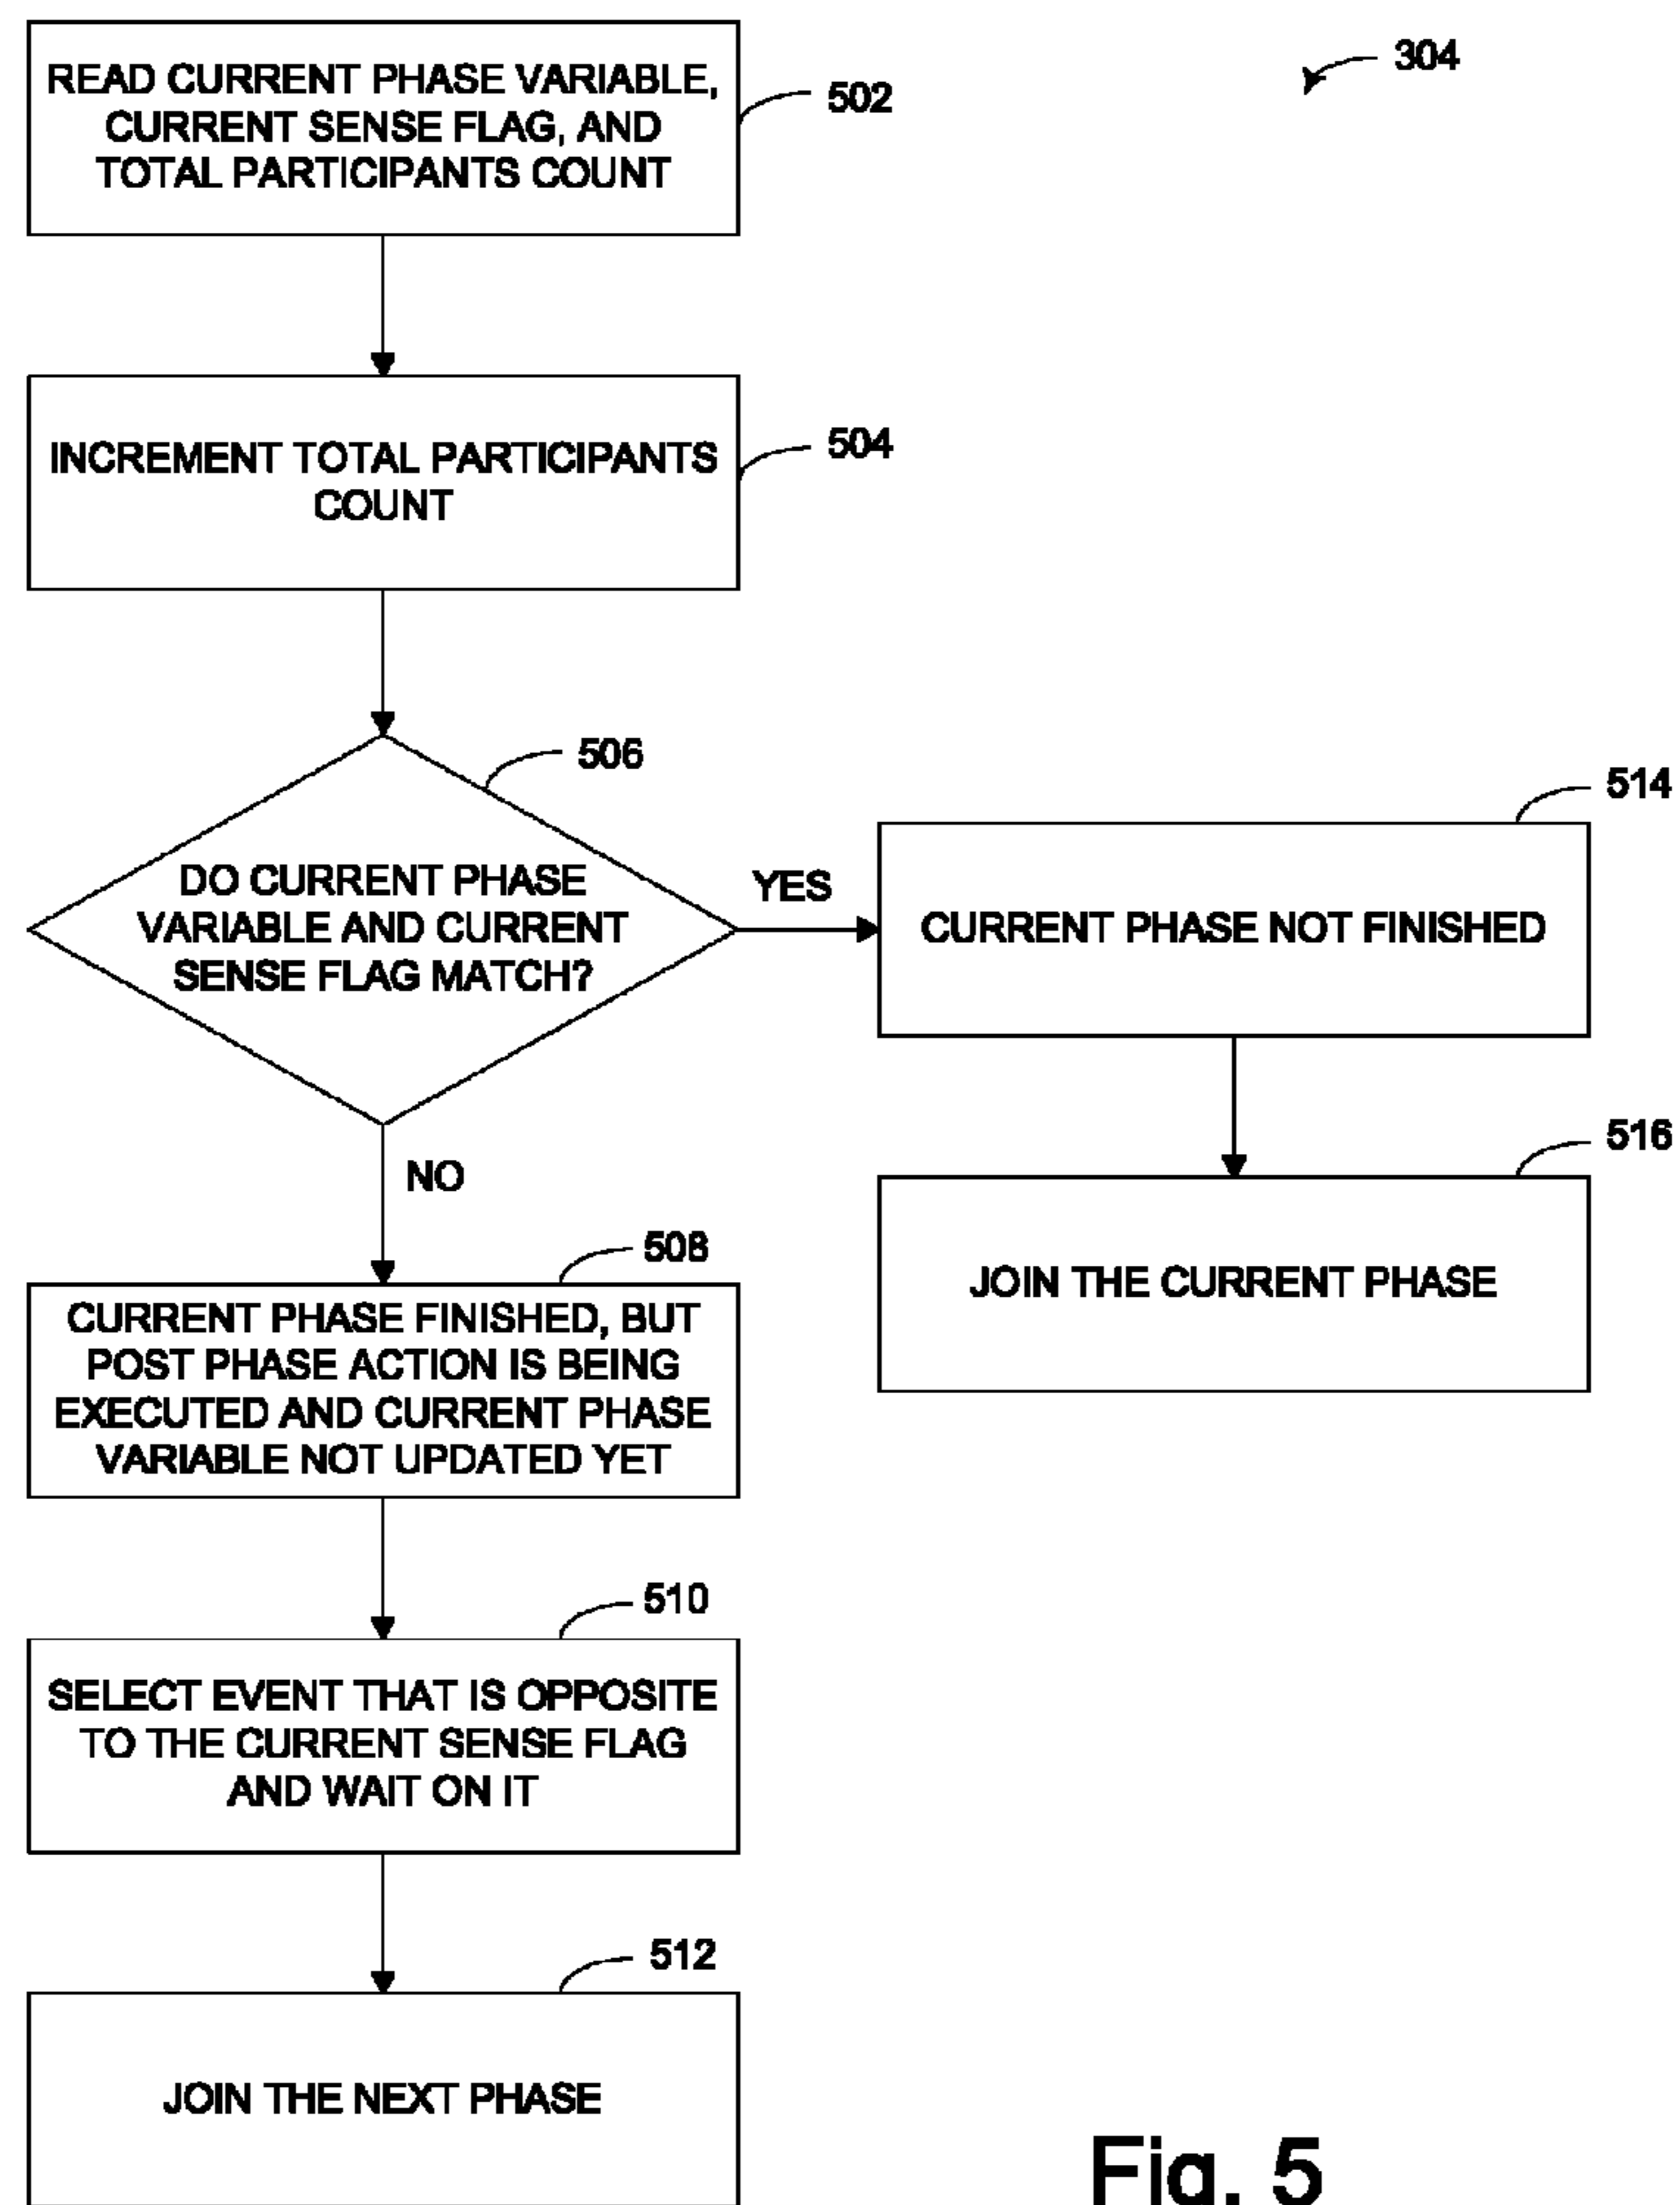 304
READ CURRENT PHASE VARIABLE,
CURRENT SENSE FLAG, AND
TOTAL PARTICIPANTS COUNT
502
INCREMENT TOTAL PARTICIPANTS
COUNT
504
506
DO CURRENT PHASE
VARIABLE AND CURRENT
SENSE FLAG MATCH?
YES
514
CURRENT PHASE NOT FINISHED
516
JOIN THE CURRENT PHASE
NO
508
CURRENT PHASE FINISHED, BUT
POST PHASE ACTION IS BEING
EXECUTED AND CURRENT PHASE
VARIABLE NOT UPDATED YET
510
SELECT EVENT THAT IS OPPOSITE
TO THE CURRENT SENSE FLAG
AND WAIT ON IT
512
JOIN THE NEXT PHASE
Fig. 5